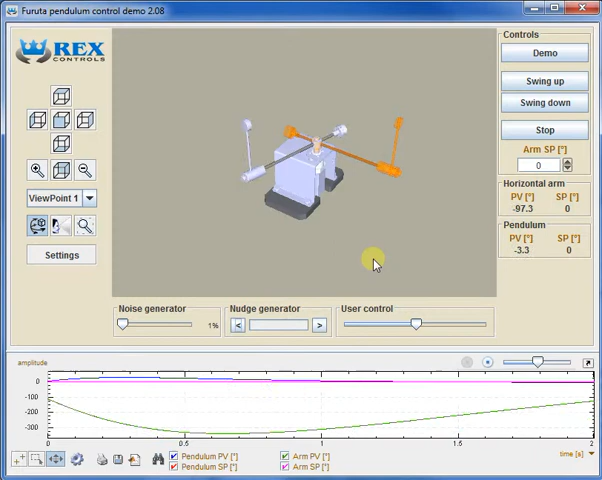 Furuta pendulum control demo 2.08
REX
CONTROLS
ViewPoint 1
Settings
Controls
Demo
Swing up
Swing down
Stop
Arm SP [°]
0
Horizontal arm
PV [°] SP [°]
-97.3 0
Pendulum
PV [°] SP [°]
-3.3 0
Noise generator
1%
Nudge generator
< >
User control
amplitude
0
-100
-200
-300
0 0.5 1 1.5 2
time [s]
Pendulum PV [°] Arm PV [°]
Pendulum SP [°] Arm SP [°]